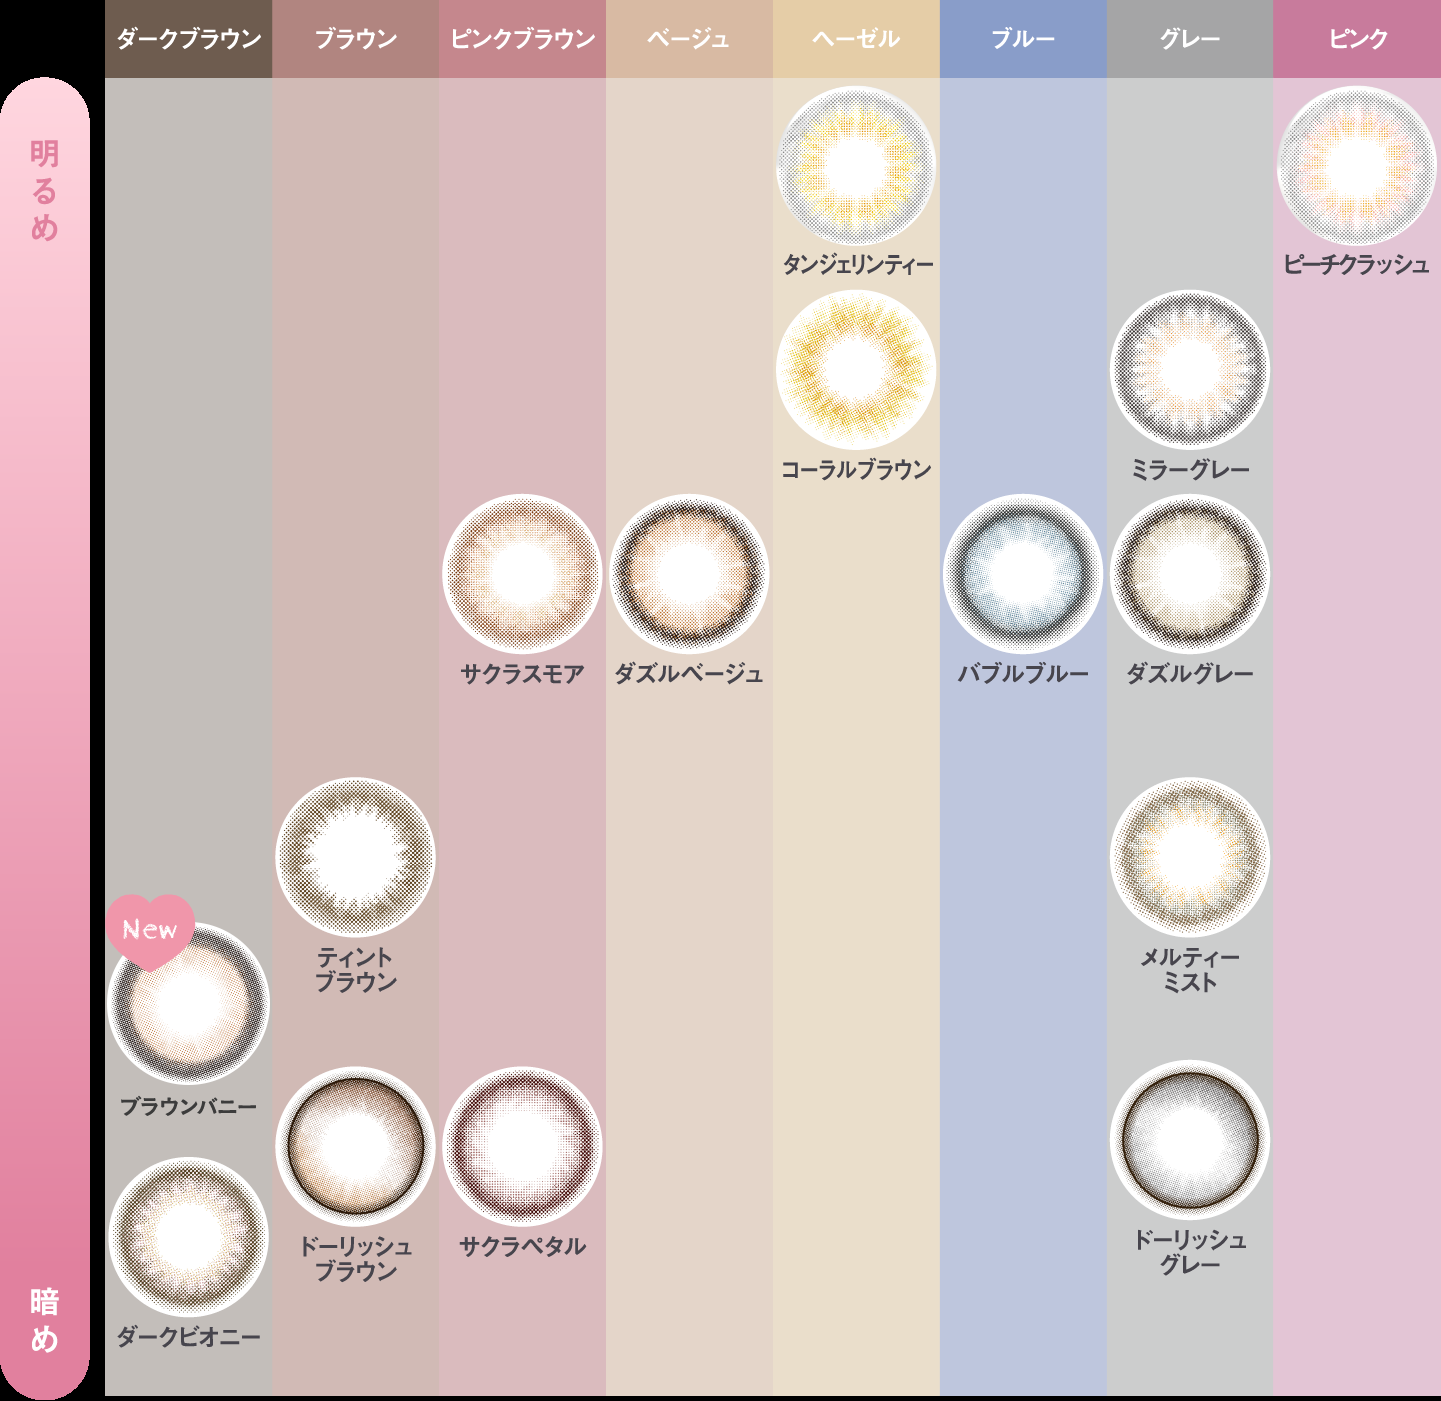 ダークブラウン
ブラウン
ピンクブラウン
ベージュ
ヘーゼル
ブルー
グレー
ピンク
明るめ
タンジェリンティー
ピーチクラッシュ
コーラルブラウン
ミラーグレー
サクラスモア
ダズルベージュ
バブルブルー
ダズルグレー
ティント
ブラウン
メルティー
ミスト
New
ブラウンバニー
ドーリッシュ
ブラウン
サクラペタル
ドーリッシュ
グレー
ダークピオニー
暗め